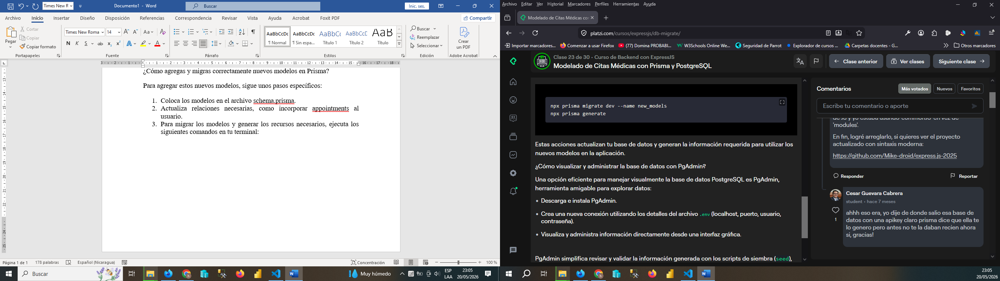 Times New R
Documento1 - Word
Buscar
Inic. ses.
Archivo
Inicio
Insertar
Diseño
Disposición
Referencias
Correspondencia
Revisar
Vista
Ayuda
Acrobat
Foxit PDF
Compartir
Pegar
Cortar
Copiar
Copiar formato
Portapapeles
Times New Roma
14
Fuente
Párrafo
AaBbCcDc
¶ Normal
AaBbCcDc
¶ Sin espa...
AaBbCc
Título 1
AaBbCcD
Título 2
AaB
Título
Estilos
Buscar
Reemplazar
Seleccionar
Edición
Crear
un PDF
Adobe Acrobat
¿Cómo agregas y migras correctamente nuevos modelos en Prisma?
Para agregar estos nuevos modelos, sigue unos pasos específicos:
1. Coloca los modelos en el archivo schema.prisma.
2. Actualiza relaciones necesarias, como incorporar appointments al
usuario.
3. Para migrar los modelos y generar los recursos necesarios, ejecuta los
siguientes comandos en tu terminal:
Página 1 de 1
178 palabras
Español (Nicaragua)
Concentración
100 %
Buscar
Muy húmedo
ESP
LAA
23:05
20/05/2026
Archivo
Editar
Ver
Historial
Marcadores
Perfiles
Herramientas
Ayuda
Modelado de Citas Médicas co
platzi.com/cursos/expressjs/db-migrate/
Importar marcadores...
Comenzar a usar Firefox
(77) Domina PROBABI...
W3Schools Online We...
Seguridad de Parrot
Explorador de cursos ...
Carpetas docentes - G...
Otros marcadores
Clase 23 de 30 • Curso de Backend con ExpressJS
Modelado de Citas Médicas con Prisma y PostgreSQL
Clase anterior
Ver clases
Siguiente clase
npx prisma migrate dev --name new_models
npx prisma generate
Estas acciones actualizan tu base de datos y generan la información requerida para utilizar los
nuevos modelos en la aplicación.
¿Cómo visualizar y administrar la base de datos con PgAdmin?
Una opción eficiente para manejar visualmente la base de datos PostgreSQL es PgAdmin,
herramienta amigable para explorar datos:
• Descarga e instala PgAdmin.
• Crea una nueva conexión utilizando los detalles del archivo .env (localhost, puerto, usuario,
contraseña).
• Visualiza y administra información directamente desde una interfaz gráfica.
PgAdmin simplifica revisar y validar la información generada con los scripts de siembra (seed),
Comentarios
Más votados
Nuevos
Favoritos
Escribe tu comentario o aporte
de JS y yo estaba usando 'commonJS' en vez de
'modules'.
En fin, logré arreglarlo, si quieres ver el proyecto
actualizado con sintaxis moderna:
https://github.com/Mike-droid/express.js-2025
Responder
Reportar
Cesar Guevara Cabrera
student • hace 7 meses
1
ahhh eso era, yo dije de donde salio esa base de
datos con una apikey claro prisma dice que ella te
lo genero pero antes no te la daban recien ahora
si, gracias!
23:05
20/05/2026